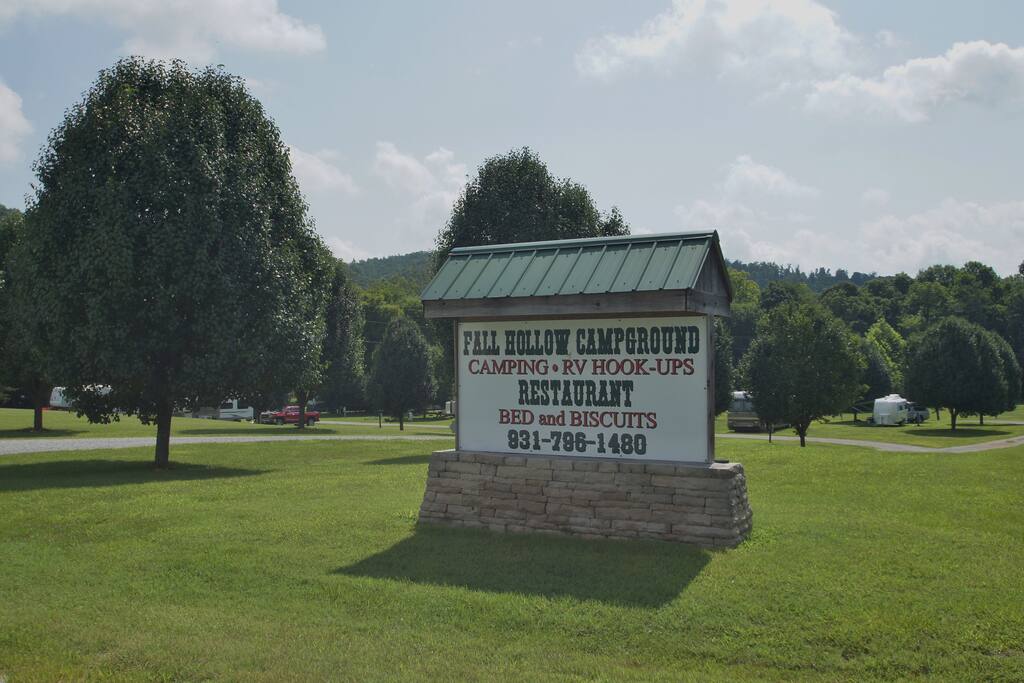 FALL HOLLOW CAMPGROUND
CAMPING • RV HOOK-UPS
RESTAURANT
BED and BISCUITS
931-796-1480